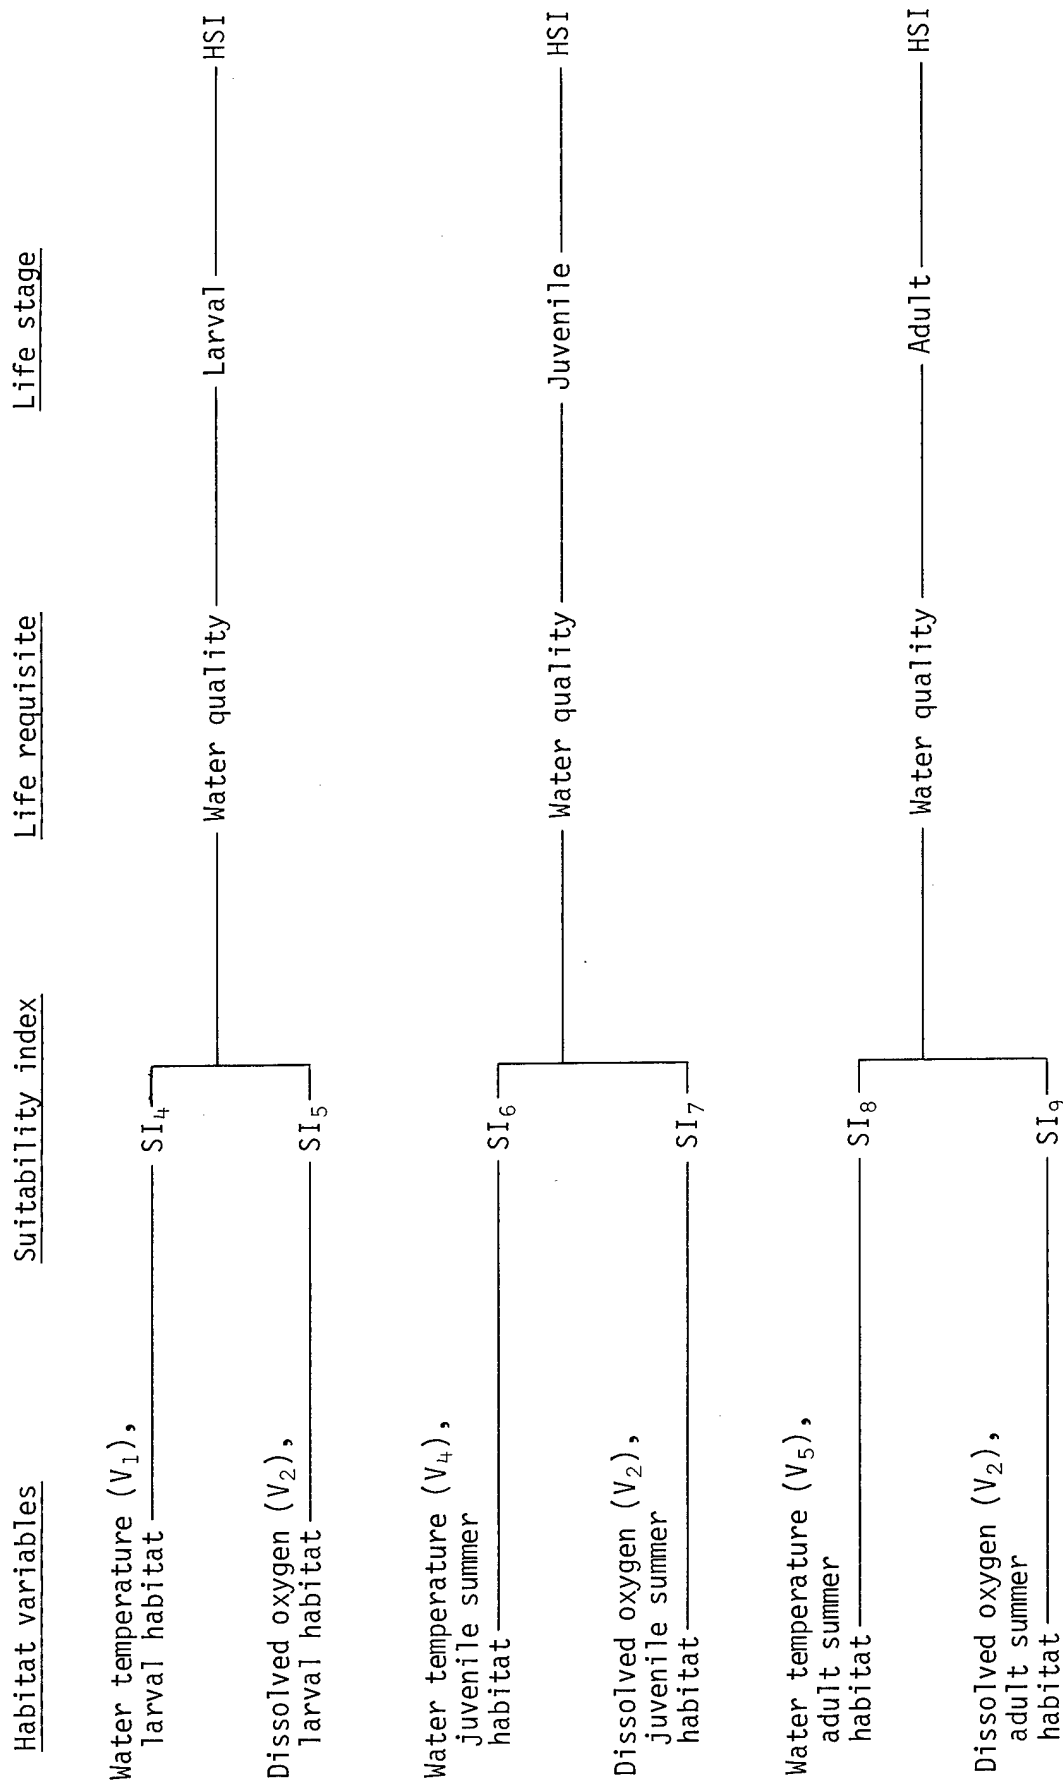 Habitat variables Suitability index Life requisite Life stage
Water temperature (V₁),
larval habitat SI₄
Water quality Larval HSI
Dissolved oxygen (V₂),
larval habitat SI₅
Water temperature (V₄),
juvenile summer
habitat SI₆
Water quality Juvenile HSI
Dissolved oxygen (V₂),
juvenile summer
habitat SI₇
Water temperature (V₅),
adult summer
habitat SI₈
Water quality Adult HSI
Dissolved oxygen (V₂),
adult summer
habitat SI₉